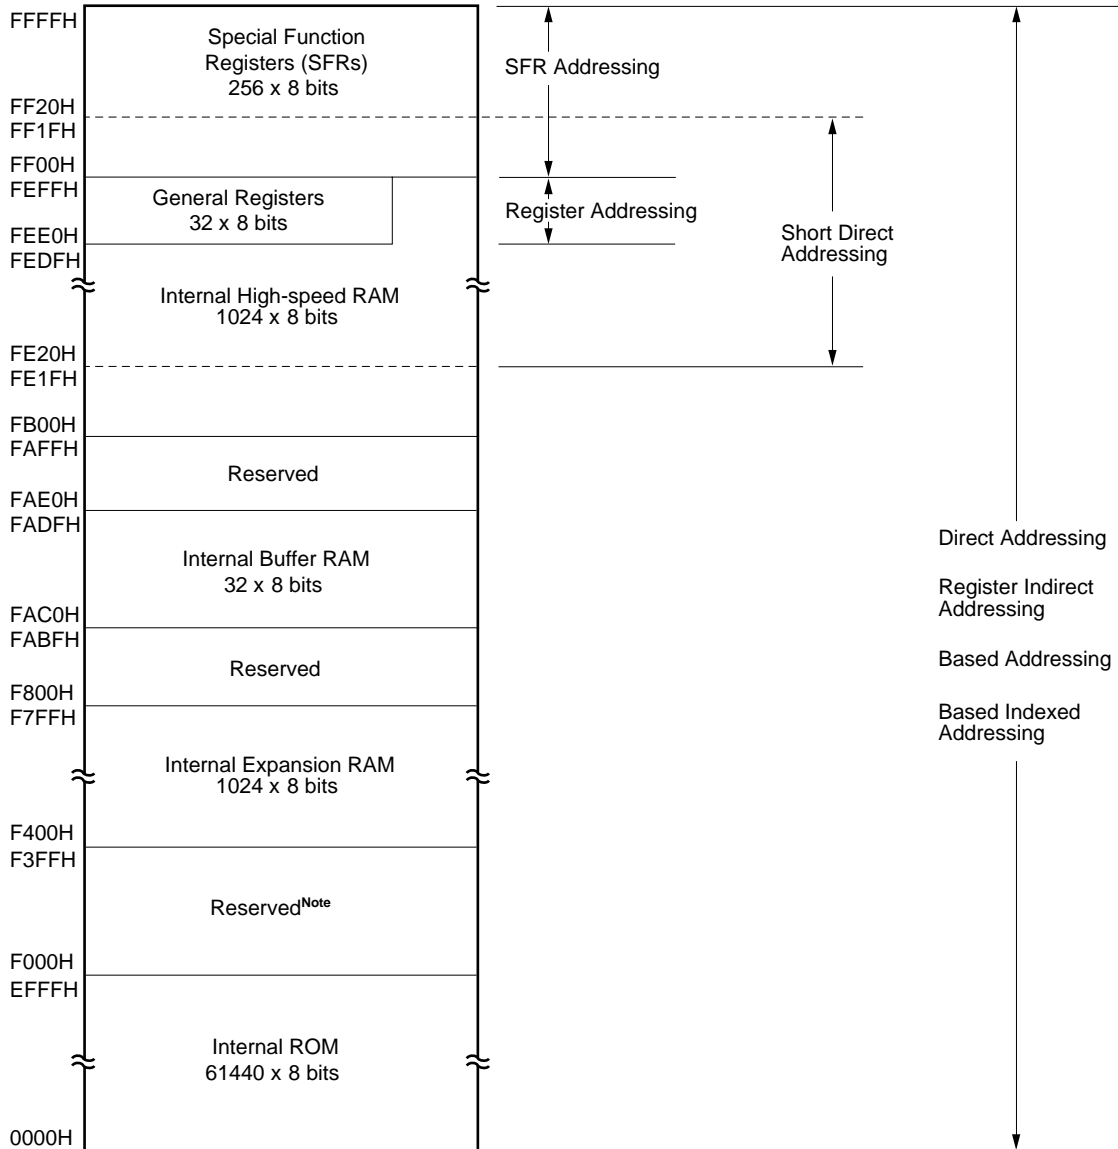 FFFFH
Special Function
Registers (SFRs)
256 x 8 bits
SFR Addressing
FF20H
FF1FH
FF00H
FEFFH
General Registers
32 x 8 bits
Register Addressing
Short Direct
Addressing
FEE0H
FEDFH
Internal High-speed RAM
1024 x 8 bits
FE20H
FE1FH
FB00H
FAFFH
Reserved
FAE0H
FADFH
Internal Buffer RAM
32 x 8 bits
Direct Addressing
Register Indirect
Addressing
FAC0H
FABFH
Reserved
Based Addressing
F800H
F7FFH
Based Indexed
Addressing
Internal Expansion RAM
1024 x 8 bits
F400H
F3FFH
ReservedNote
F000H
EFFFH
Internal ROM
61440 x 8 bits
0000H